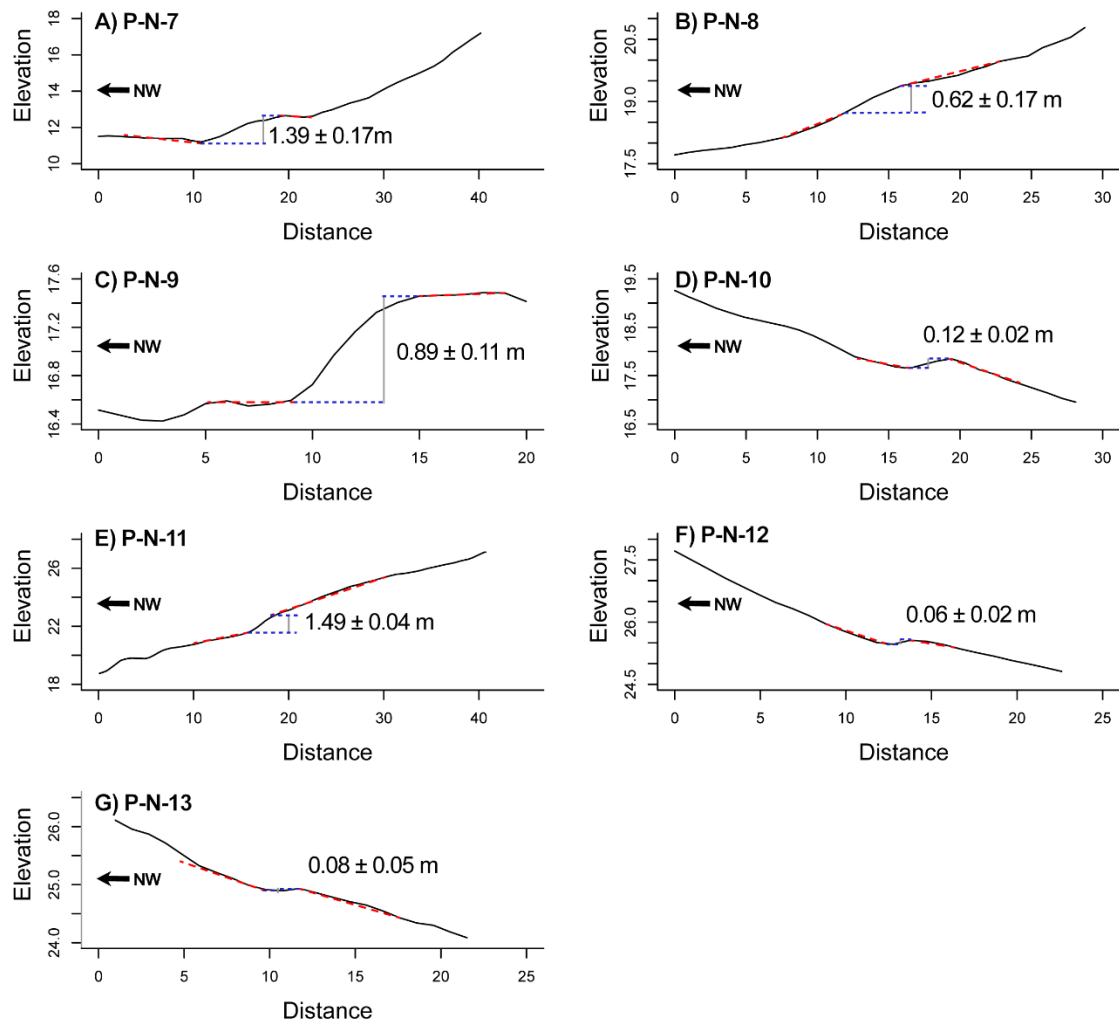 A) P-N-7
Elevation
18
16
14
12
10
NW
1.39 ± 0.17m
0 10 20 30 40
Distance
B) P-N-8
Elevation
20.5
19.0
17.5
NW
0.62 ± 0.17 m
0 5 10 15 20 25 30
Distance
C) P-N-9
Elevation
17.6
17.2
16.8
16.4
NW
0.89 ± 0.11 m
0 5 10 15 20
Distance
D) P-N-10
Elevation
19.5
18.5
17.5
16.5
NW
0.12 ± 0.02 m
0 5 10 15 20 25 30
Distance
E) P-N-11
Elevation
26
22
18
NW
1.49 ± 0.04 m
0 10 20 30 40
Distance
F) P-N-12
Elevation
27.5
26.0
24.5
NW
0.06 ± 0.02 m
0 5 10 15 20 25
Distance
G) P-N-13
Elevation
26.0
25.0
24.0
NW
0.08 ± 0.05 m
0 5 10 15 20 25
Distance